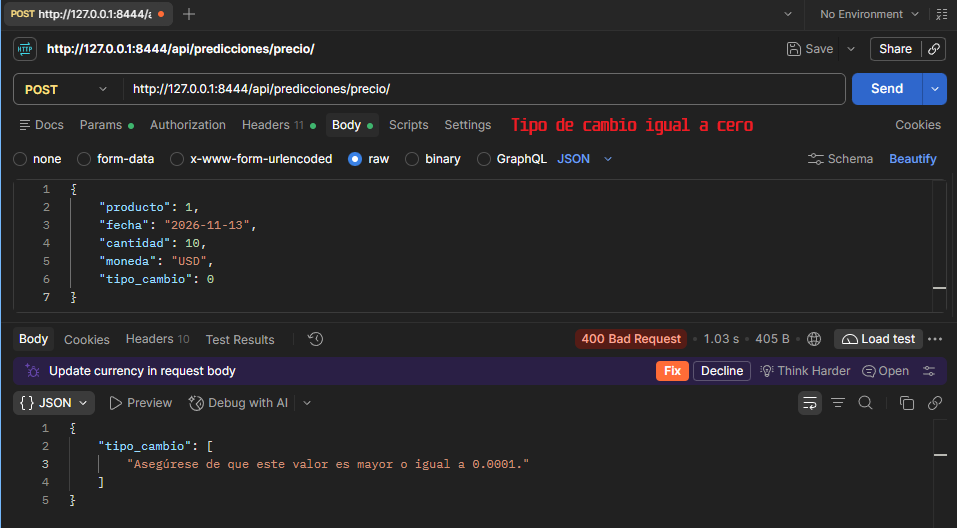 POST http://127.0.0.1:8444/a
No Environment
HTTP http://127.0.0.1:8444/api/predicciones/precio/
Save
Share
POST http://127.0.0.1:8444/api/predicciones/precio/
Send
Docs Params Authorization Headers 11 Body Scripts Settings Tipo de cambio igual a cero Cookies
none form-data x-www-form-urlencoded raw binary GraphQL JSON Schema Beautify
1 {
2 "producto": 1,
3 "fecha": "2026-11-13",
4 "cantidad": 10,
5 "moneda": "USD",
6 "tipo_cambio": 0
7 }
Body Cookies Headers 10 Test Results 400 Bad Request • 1.03 s • 405 B • Load test
Update currency in request body Fix Decline Think Harder Open
{} JSON Preview Debug with AI
1 {
2 "tipo_cambio": [
3 "Asegúrese de que este valor es mayor o igual a 0.0001."
4 ]
5 }